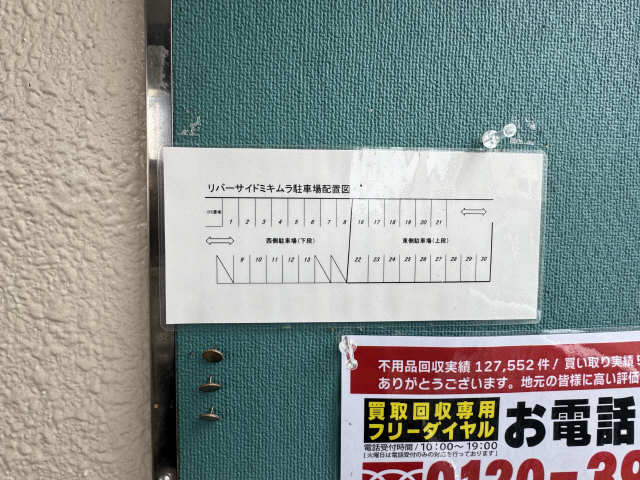 リバーサイドミキムラ駐車場配置図
1 2 3 4 5 6 7 8 16 17 18 19 20 21
西側駐車場(下段) 東側駐車場(上段)
9 10 11 12 13 22 23 24 25 26 27 28 29 30
不用品回収実績 127,552 件! 買い取り実績
ありがとうございます。地元の皆様に高い評価
買取回収専用
フリーダイヤル
お電話
電話受付時間/10:00〜19:00
0120-39